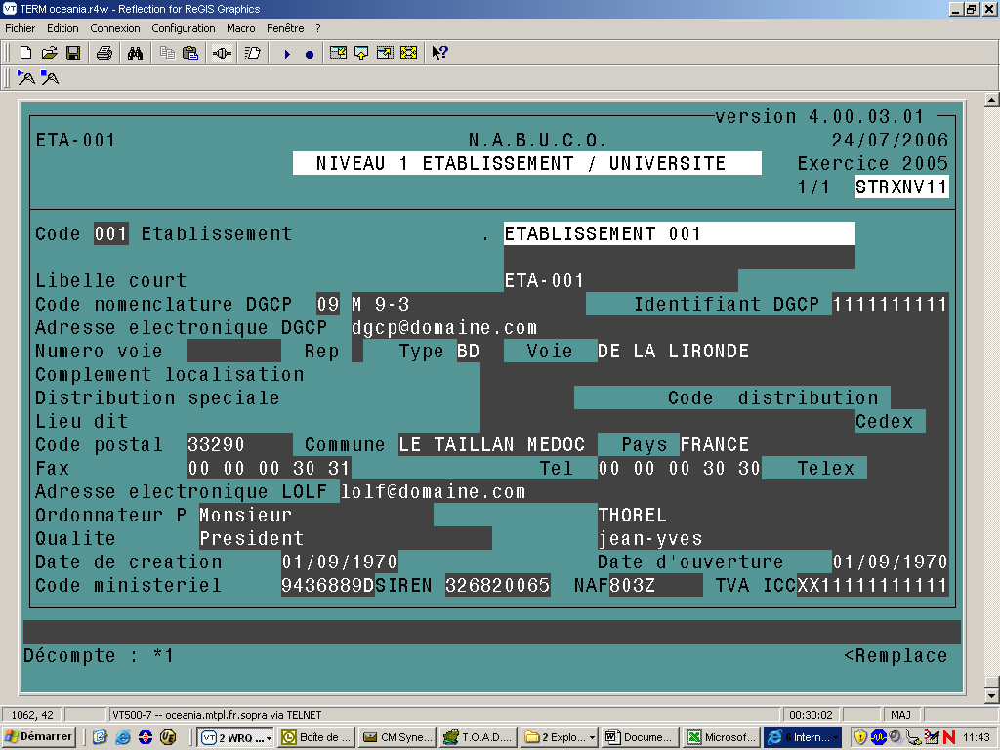 TERM oceania.r4w - Reflection for ReGIS Graphics
Fichier Edition Connexion Configuration Macro Fenêtre ?
version 4.00.03.01
ETA-001 N.A.B.U.C.O. 24/07/2006
NIVEAU 1 ETABLISSEMENT / UNIVERSITE Exercice 2005
1/1 STRXNV11
Code 001 Etablissement . ETABLISSEMENT 001
Libelle court ETA-001
Code nomenclature DGCP 09 M 9-3 Identifiant DGCP 1111111111
Adresse electronique DGCP dgcp@domaine.com
Numero voie Rep Type BD Voie DE LA LIRONDE
Complement localisation
Distribution speciale Code distribution
Lieu dit Cedex
Code postal 33290 Commune LE TAILLAN MEDOC Pays FRANCE
Fax 00 00 00 30 31 Tel 00 00 00 30 30 Telex
Adresse electronique LOLF lolf@domaine.com
Ordonnateur P Monsieur THOREL
Qualite President jean-yves
Date de creation 01/09/1970 Date d'ouverture 01/09/1970
Code ministeriel 9436889DSIREN 326820065 NAF803Z TVA ICCXX11111111111
Décompte : *1 <Remplace
1062, 42 VT500-7 -- oceania.mtpl.fr.sopra via TELNET 00:30:02 MAJ
Démarrer VT 2 WRO ... Boîte de ... CM Syne... T.O.A.D.... 2 Explo... Docume... Microsof... 6 Intern... 11:43